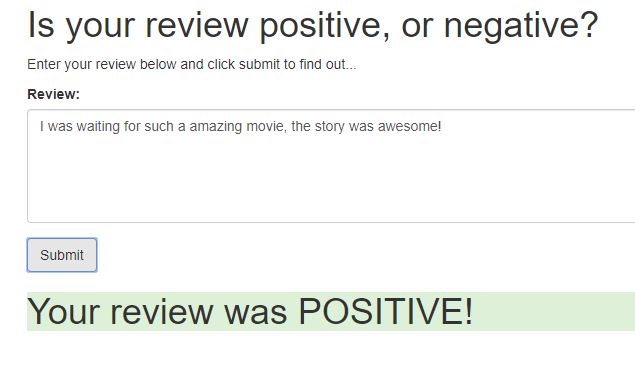 Is your review positive, or negative?
Enter your review below and click submit to find out...
Review:
I was waiting for such a amazing movie, the story was awesome!
Submit
Your review was POSITIVE!